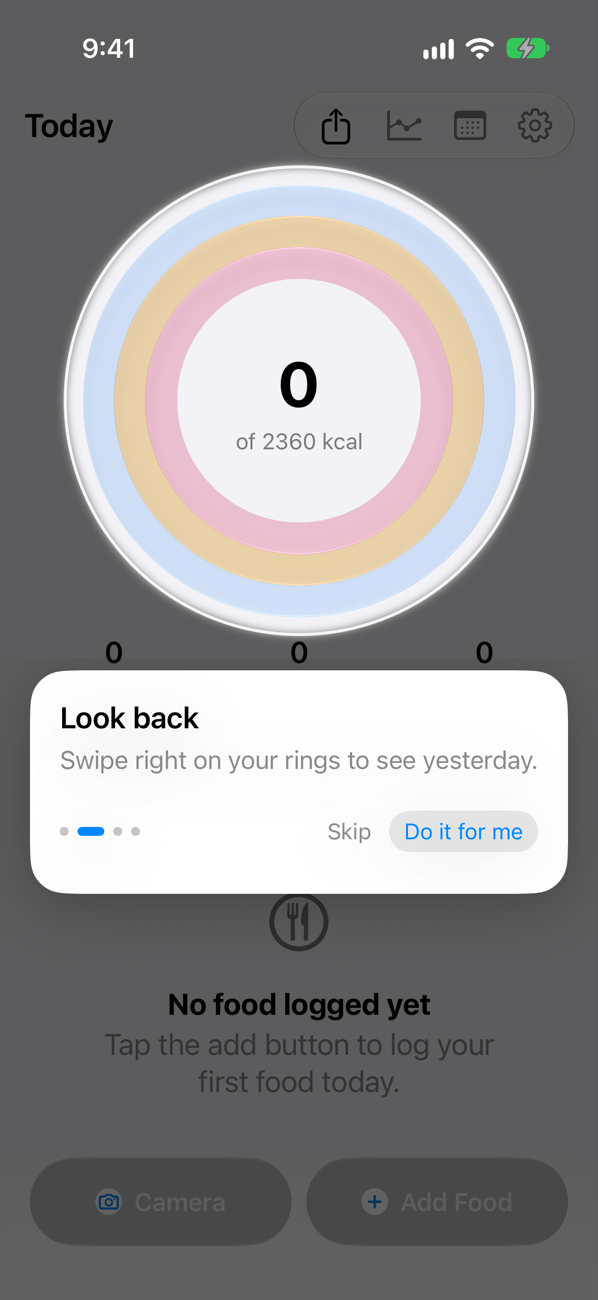 9:41
Today
0
of 2360 kcal
0 0 0
Look back
Swipe right on your rings to see yesterday.
Skip Do it for me
No food logged yet
Tap the add button to log your
first food today.
Camera Add Food